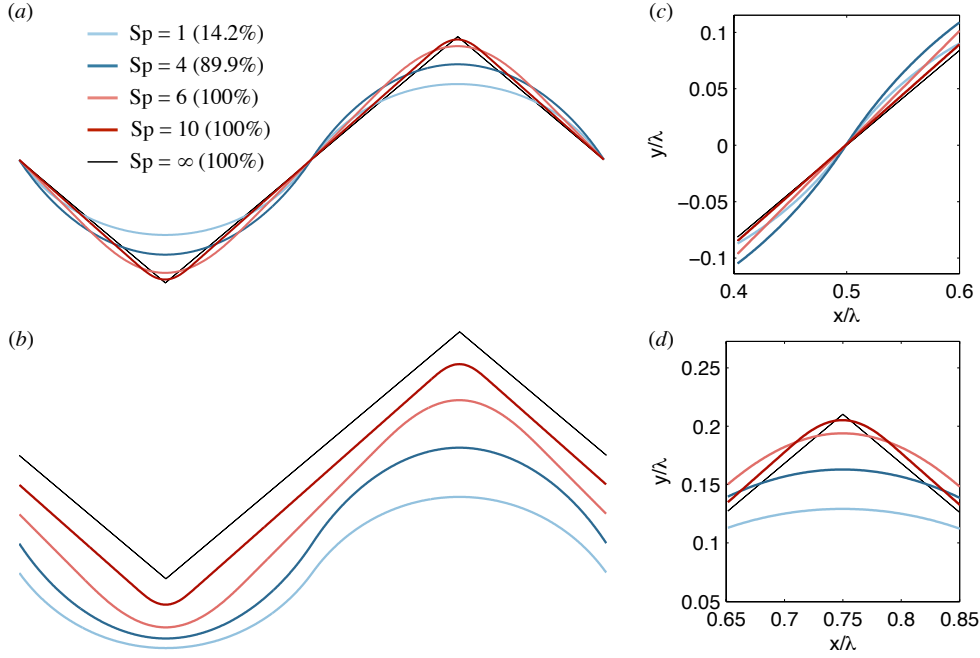 (a)
Sp = 1 (14.2%)
Sp = 4 (89.9%)
Sp = 6 (100%)
Sp = 10 (100%)
Sp = ∞ (100%)
(b)
(c)
0.1
0.05
0
−0.05
−0.1
y/λ
0.4
0.5
0.6
x/λ
(d)
0.25
0.2
0.15
0.1
0.05
y/λ
0.65
0.7
0.75
0.8
0.85
x/λ